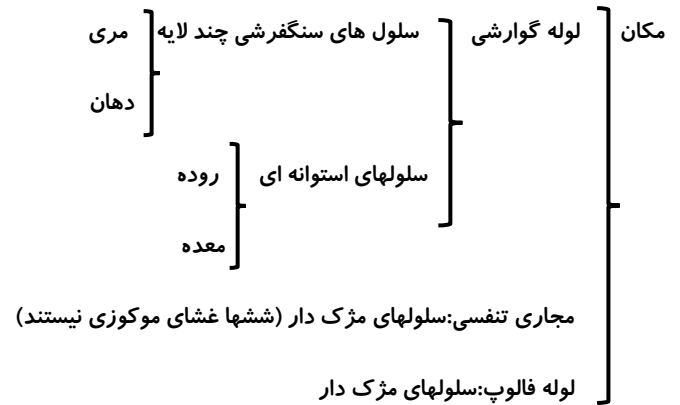 مکان
لوله گوارشی
سلول های سنگفرشی چند لایه
مری
دهان
سلولهای استوانه ای
روده
معده
مجاری تنفسی:سلولهای مژک دار (ششها غشای موکوزی نیستند)
لوله فالوپ:سلولهای مژک دار